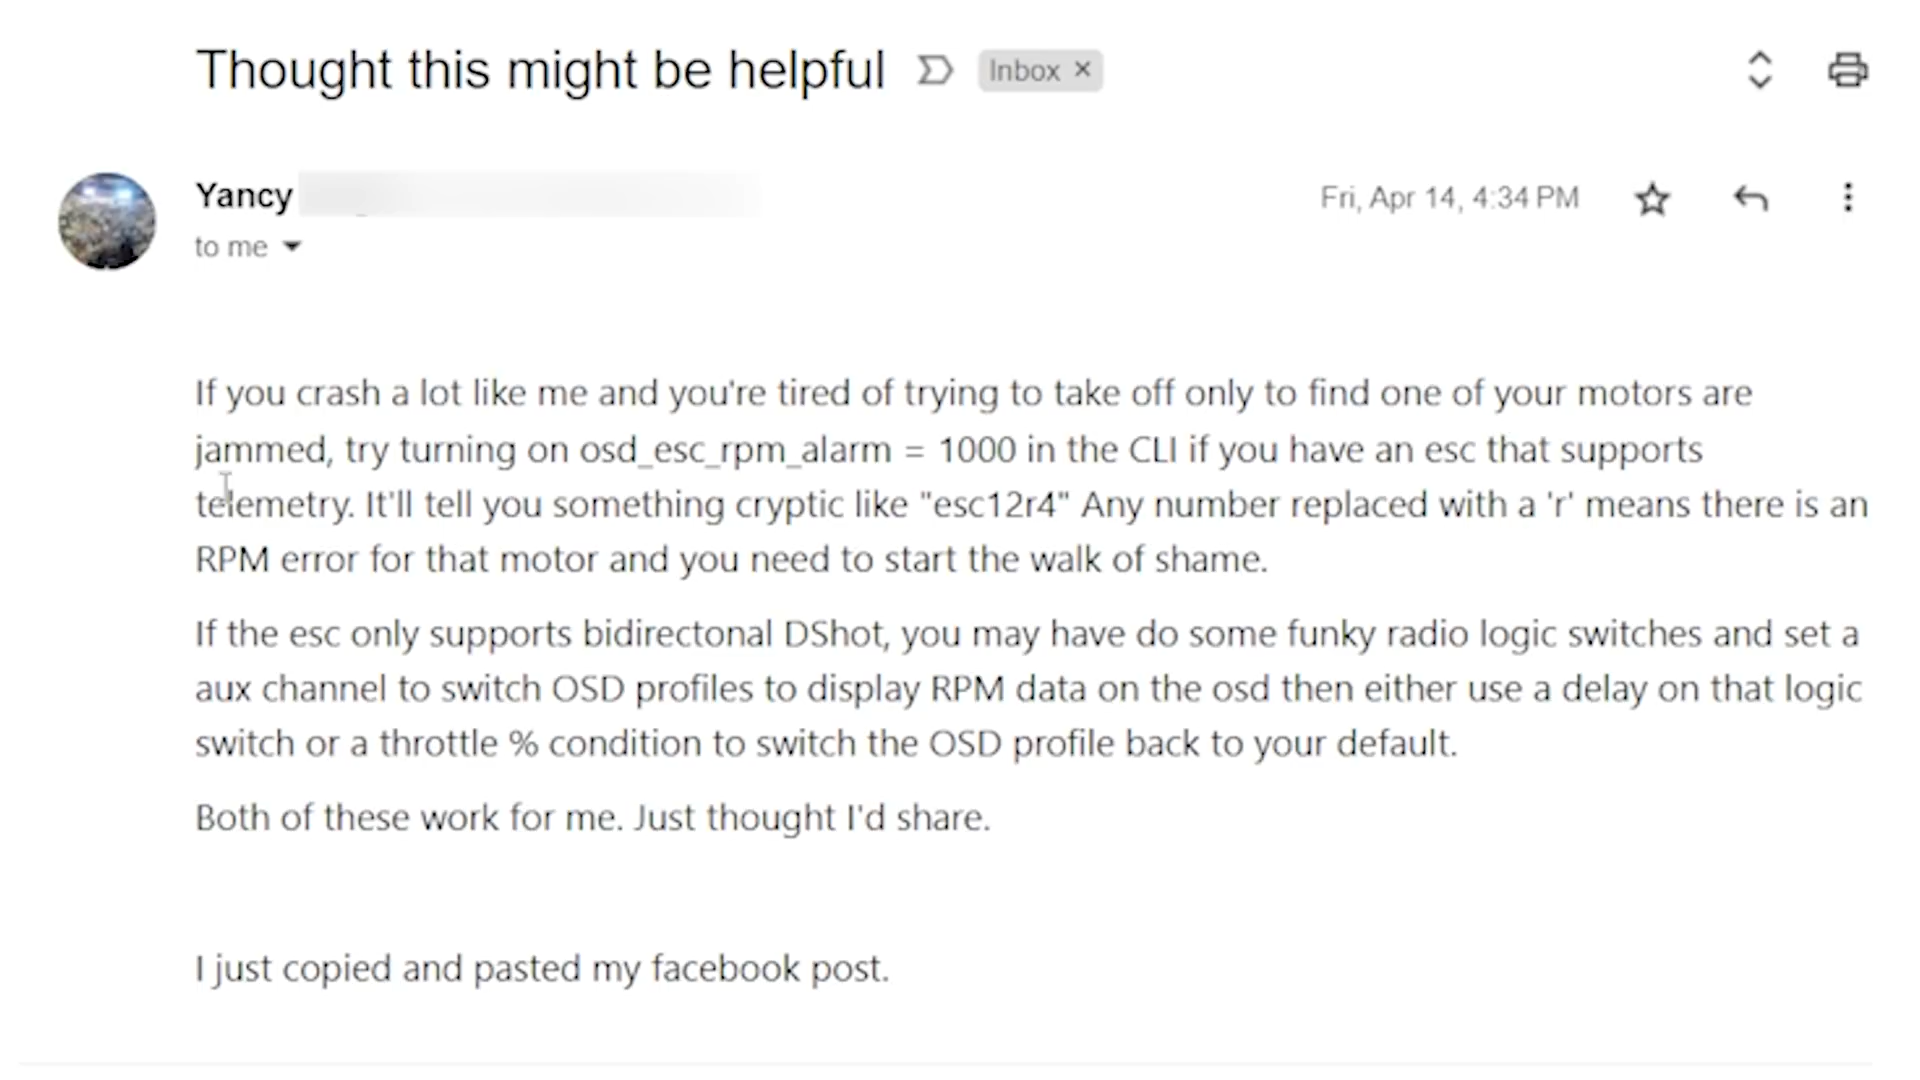 Thought this might be helpful
Inbox ×
Yancy
Fri, Apr 14, 4:34 PM
to me
If you crash a lot like me and you're tired of trying to take off only to find one of your motors are
jammed, try turning on osd_esc_rpm_alarm = 1000 in the CLI if you have an esc that supports
telemetry. It'll tell you something cryptic like "esc12r4" Any number replaced with a 'r' means there is an
RPM error for that motor and you need to start the walk of shame.
If the esc only supports bidirectonal DShot, you may have do some funky radio logic switches and set a
aux channel to switch OSD profiles to display RPM data on the osd then either use a delay on that logic
switch or a throttle % condition to switch the OSD profile back to your default.
Both of these work for me. Just thought I'd share.
I just copied and pasted my facebook post.